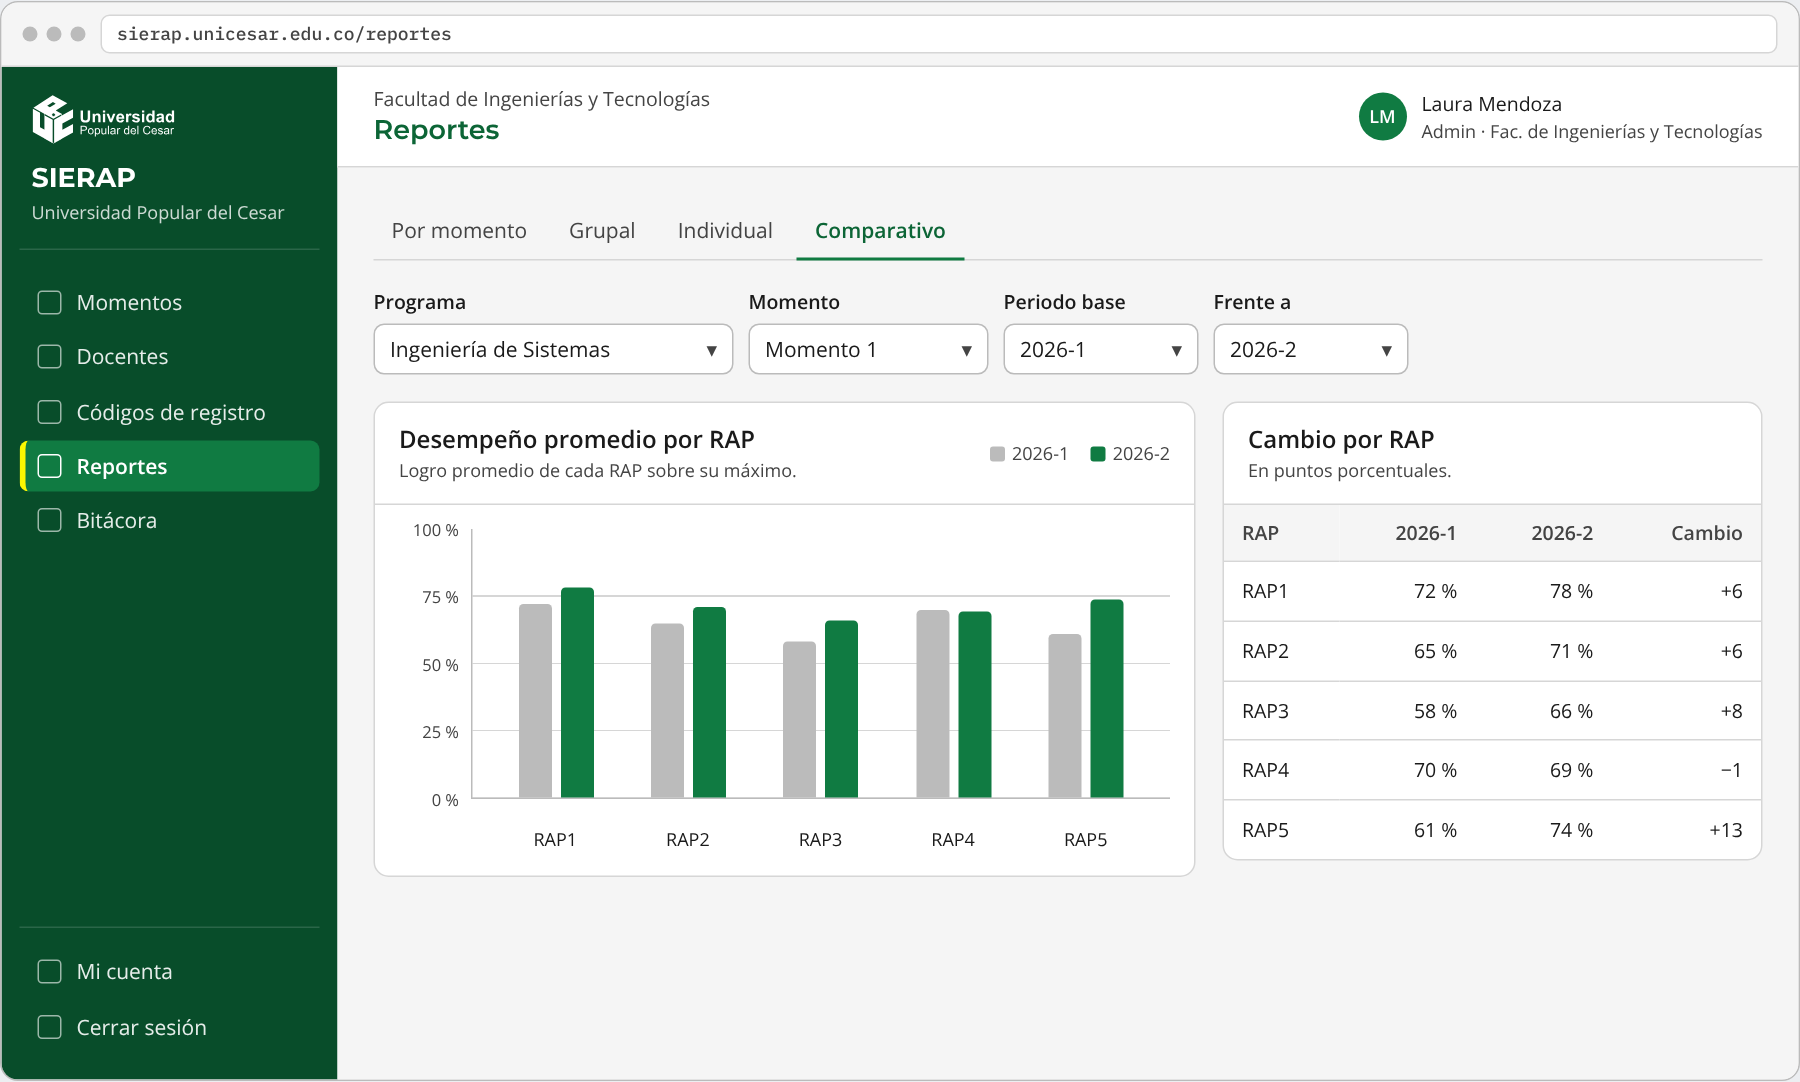 sierap.unicesar.edu.co/reportes
UPC
Universidad
Popular del Cesar
SIERAP
Universidad Popular del Cesar
Momentos
Docentes
Códigos de registro
Reportes
Bitácora
Mi cuenta
Cerrar sesión
Facultad de Ingenierías y Tecnologías
Reportes
LM
Laura Mendoza
Admin · Fac. de Ingenierías y Tecnologías
Por momento Grupal Individual Comparativo
Programa Momento Periodo base Frente a
Ingeniería de Sistemas ▼ Momento 1 ▼ 2026-1 ▼ 2026-2 ▼
Desempeño promedio por RAP
Logro promedio de cada RAP sobre su máximo.
2026-1 2026-2
100 %
75 %
50 %
25 %
0 %
RAP1 RAP2 RAP3 RAP4 RAP5
Cambio por RAP
En puntos porcentuales.
RAP 2026-1 2026-2 Cambio
RAP1 72 % 78 % +6
RAP2 65 % 71 % +6
RAP3 58 % 66 % +8
RAP4 70 % 69 % −1
RAP5 61 % 74 % +13